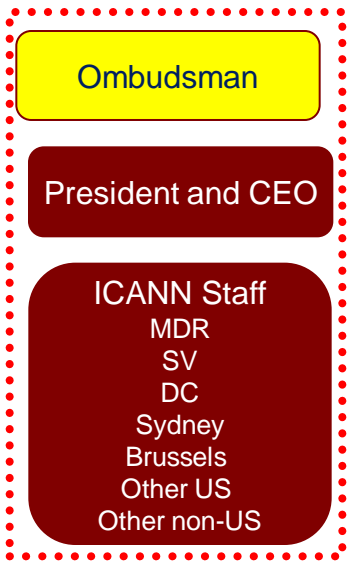 Ombudsman
President and CEO
ICANN Staff
MDR
SV
DC
Sydney
Brussels
Other US
Other non-US